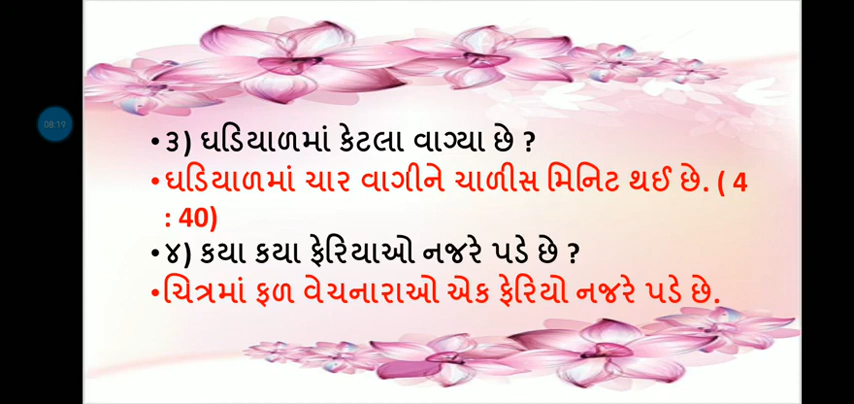 08:19
• ૩) ઘડિયાળમાં કેટલા વાગ્યા છે ?
• ઘડિયાળમાં ચાર વાગીને ચાળીસ મિનિટ થઈ છે. ( 4
: 40)
• ૪) કયા કયા ફેરિયાઓ નજરે પડે છે ?
• ચિત્રમાં ફળ વેચનારાઓ એક ફેરિયો નજરે પડે છે.